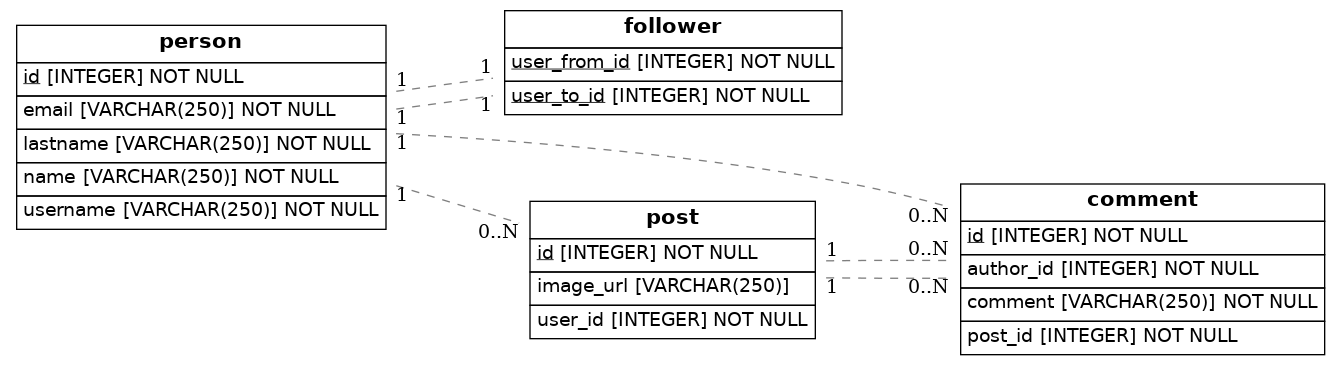 person
id [INTEGER] NOT NULL
email [VARCHAR(250)] NOT NULL
lastname [VARCHAR(250)] NOT NULL
name [VARCHAR(250)] NOT NULL
username [VARCHAR(250)] NOT NULL
1
1
1
1
1
1
0..N
follower
user_from_id [INTEGER] NOT NULL
user_to_id [INTEGER] NOT NULL
post
id [INTEGER] NOT NULL
image_url [VARCHAR(250)]
user_id [INTEGER] NOT NULL
1
1
0..N
0..N
0..N
comment
id [INTEGER] NOT NULL
author_id [INTEGER] NOT NULL
comment [VARCHAR(250)] NOT NULL
post_id [INTEGER] NOT NULL